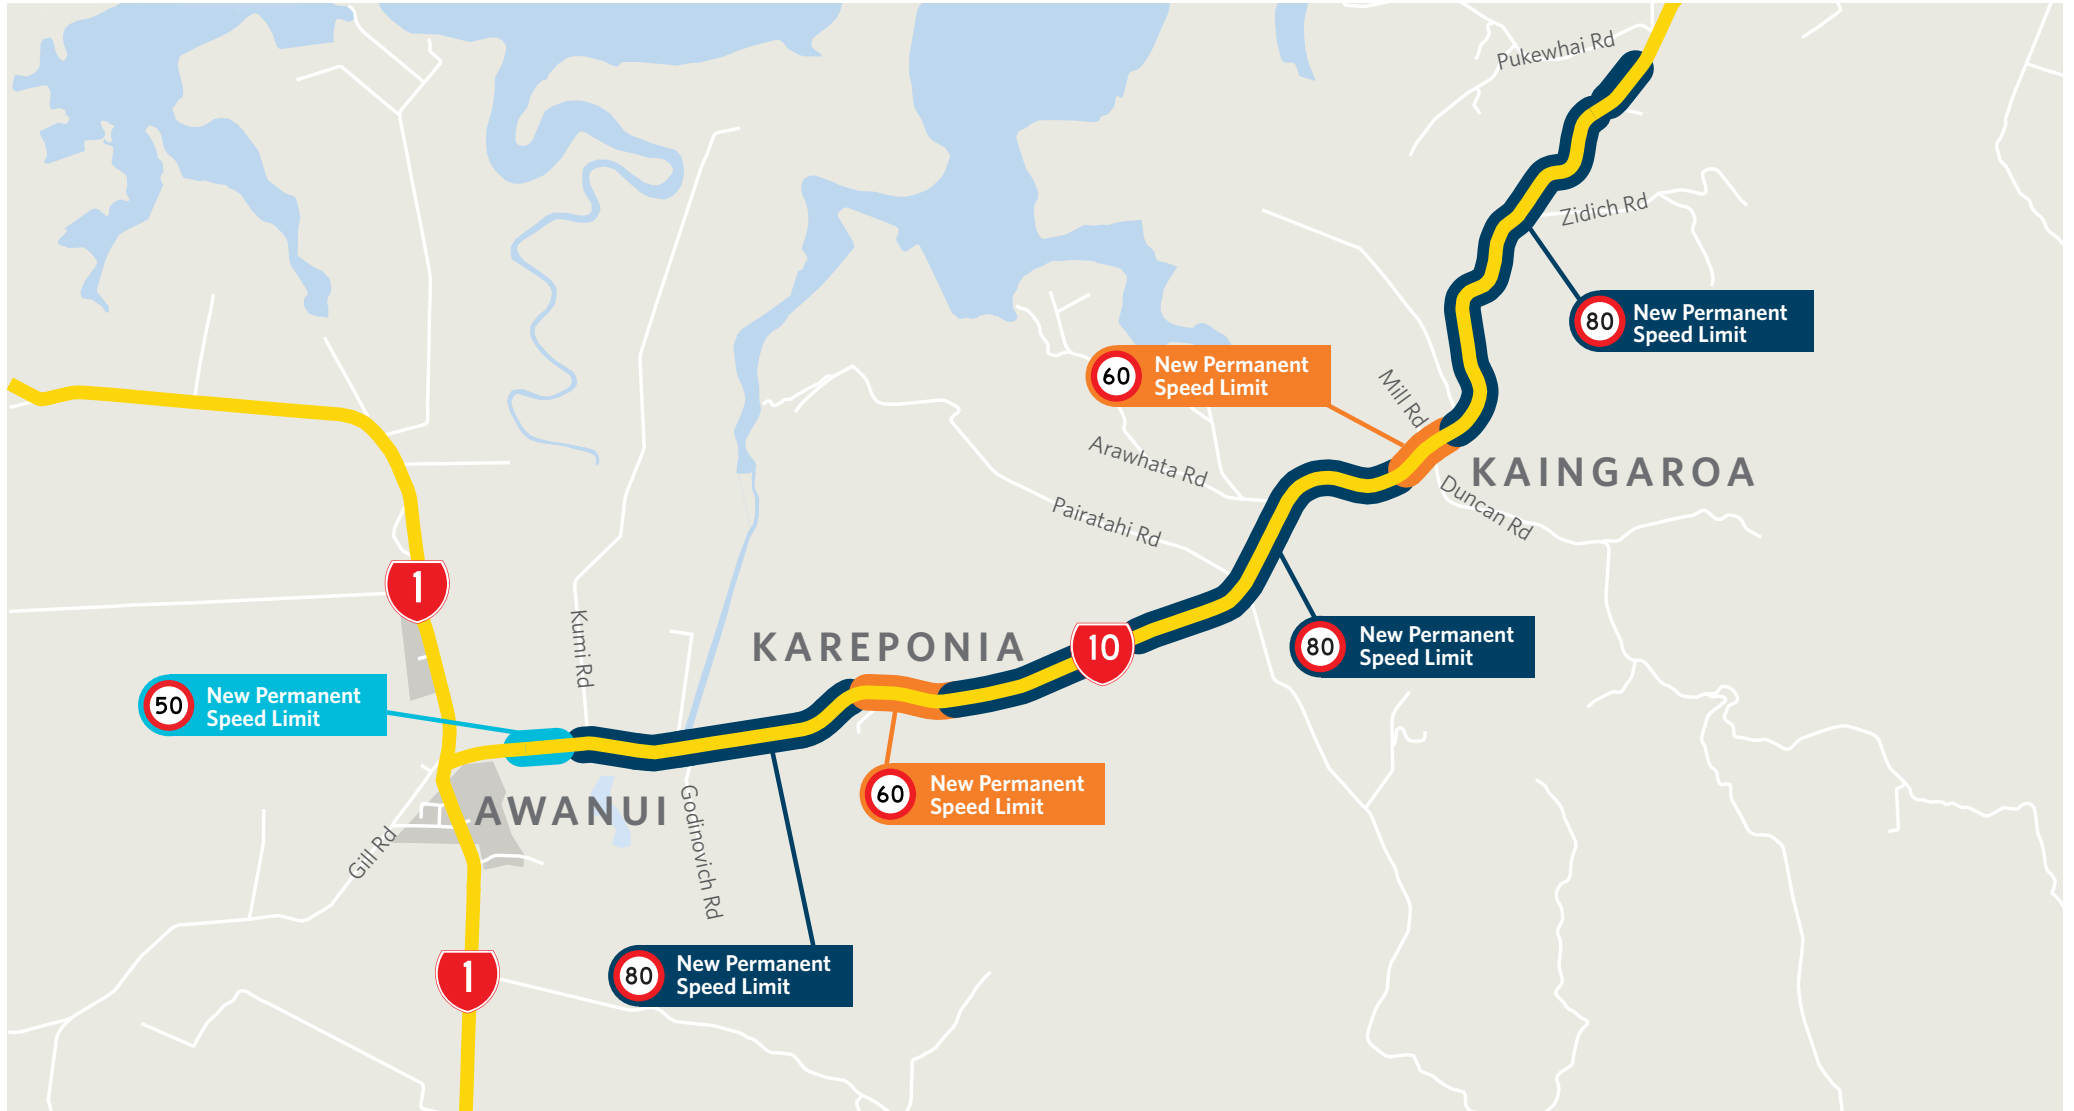 Pukewhai Rd
Zidich Rd
80
New Permanent
Speed Limit
60
New Permanent
Speed Limit
Mill Rd
Arawhata Rd
KAINGAROA
Duncan Rd
Pairatahi Rd
1
Kumi Rd
KAREPONIA
10
80
New Permanent
Speed Limit
50
New Permanent
Speed Limit
60
New Permanent
Speed Limit
AWANUI
Gill Rd
Godinovich Rd
1
80
New Permanent
Speed Limit